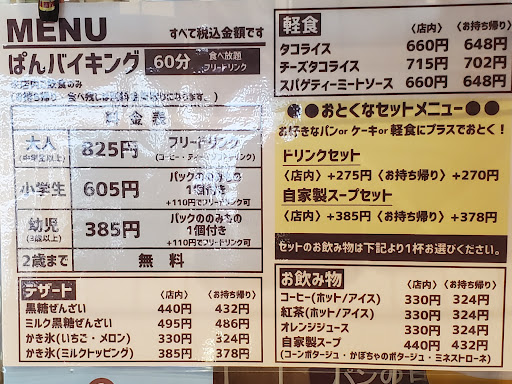 MENU すべて税込金額です
ぱんバイキング 60分 食べ放題 フリードリンク
料金表
大人 (中学生以上) 825円 フリードリンク (コーヒー・ティー
小学生 605円 パックののみもの 1個付き +110円でフリードリンク可
幼児 (3歳以上) 385円 パックののみもの 1個付き +110円でフリードリンク可
2歳まで 無料
デザート 〈店内〉 〈お持ち帰り〉
黒糖ぜんざい 440円 432円
ミルク黒糖ぜんざい 495円 486円
かき氷(いちご・メロン) 330円 324円
かき氷(ミルクトッピング) 385円 378円
軽食 〈店内〉 〈お持ち帰り〉
タコライス 660円 648円
チーズタコライス 715円 702円
スパゲティーミートソース 660円 648円
●●おとくなセットメニュー●●
お好きなパンor ケーキor 軽食にプラスでおとく!
ドリンクセット
〈店内〉+275円〈お持ち帰り〉+270円
自家製スープセット
〈店内〉+385円〈お持ち帰り〉+378円
セットのお飲み物は下記より1杯お選びください。
お飲み物 〈店内〉 〈お持ち帰り〉
コーヒー(ホット/アイス) 330円 324円
紅茶(ホット/アイス) 330円 324円
オレンジジュース 330円 324円
自家製スープ 440円 432円
(コーンポタージュ・かぼちゃのポタージュ・ミネストローネ)